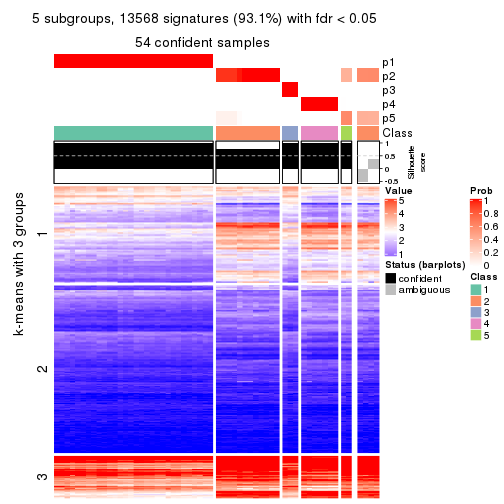 5 subgroups, 13568 signatures (93.1%) with fdr < 0.05
54 confident samples
p1
p2
p3
p4
p5
Class
1
0.5
0
-0.5
Silhouette
score
k-means with 3 groups
1
2
3
Value
5
4
3
2
1
Status (barplots)
confident
ambiguous
Prob
1
0.8
0.6
0.4
0.2
0
Class
1
2
3
4
5